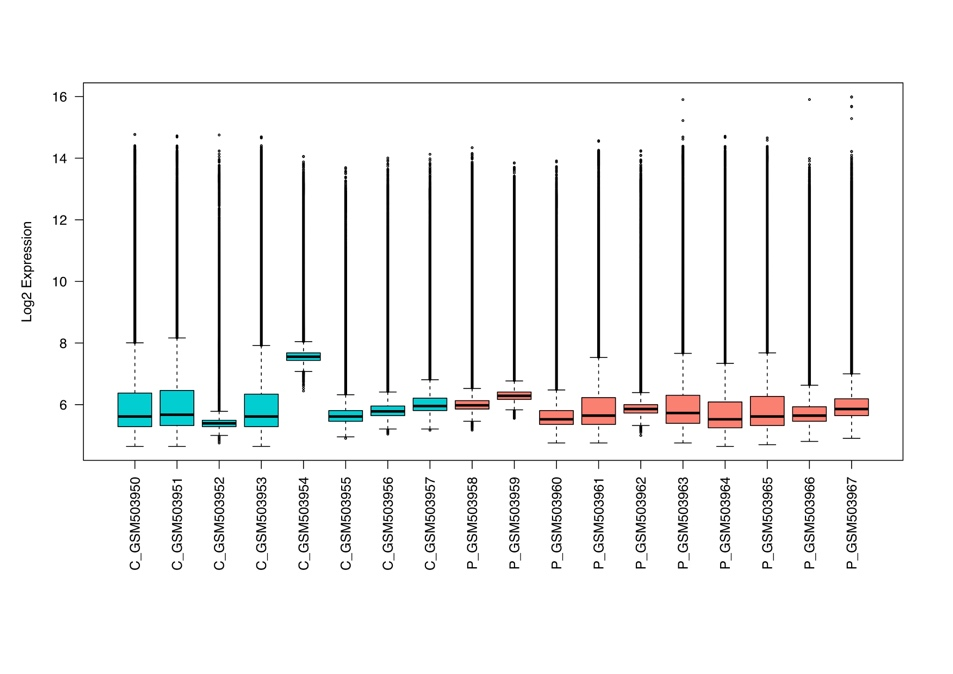 16
14
12
10
8
6
Log2 Expression
C_GSM503950
C_GSM503951
C_GSM503952
C_GSM503953
C_GSM503954
C_GSM503955
C_GSM503956
C_GSM503957
P_GSM503958
P_GSM503959
P_GSM503960
P_GSM503961
P_GSM503962
P_GSM503963
P_GSM503964
P_GSM503965
P_GSM503966
P_GSM503967